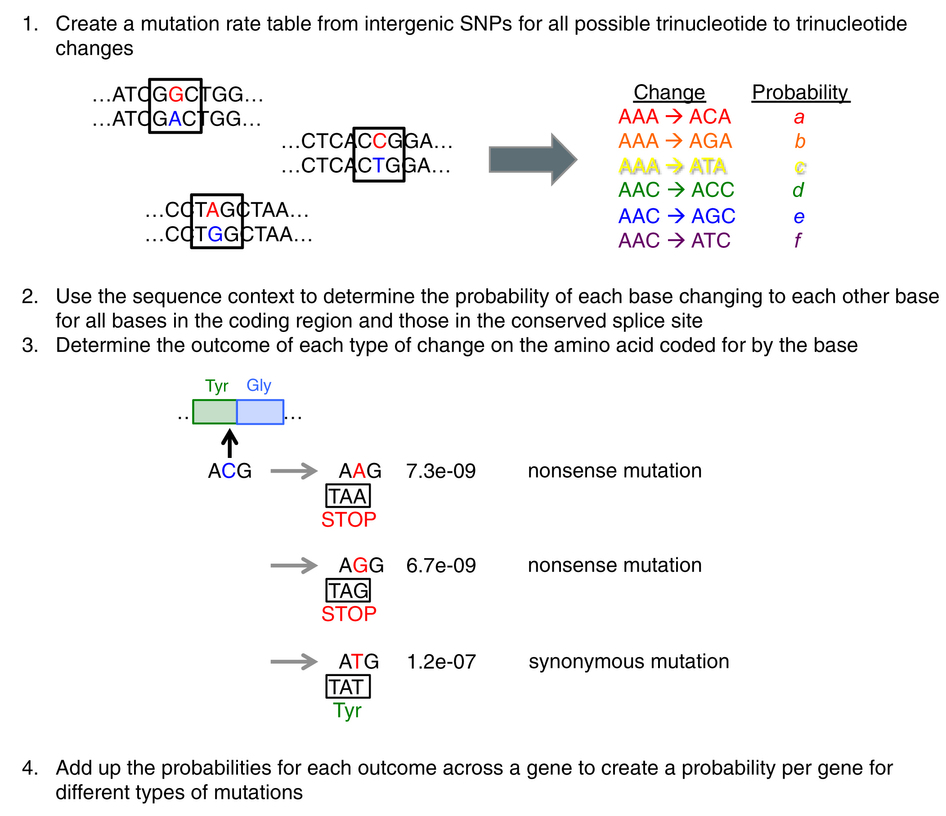 1. Create a mutation rate table from intergenic SNPs for all possible trinucleotide to trinucleotide
changes
...ATCGGCTGG...
...ATCGACTGG...
...CTCACCGGA...
...CTCACTGGA...
...CCTAGCTAA...
...CCTGGCTAA...
Change Probability
AAA → ACA a
AAA → AGA b
AAA → ATA c
AAC → ACC d
AAC → AGC e
AAC → ATC f
2. Use the sequence context to determine the probability of each base changing to each other base
for all bases in the coding region and those in the conserved splice site
3. Determine the outcome of each type of change on the amino acid coded for by the base
Tyr Gly
.. ...
ACG → AAG 7.3e-09 nonsense mutation
TAA
STOP
→ AGG 6.7e-09 nonsense mutation
TAG
STOP
→ ATG 1.2e-07 synonymous mutation
TAT
Tyr
4. Add up the probabilities for each outcome across a gene to create a probability per gene for
different types of mutations